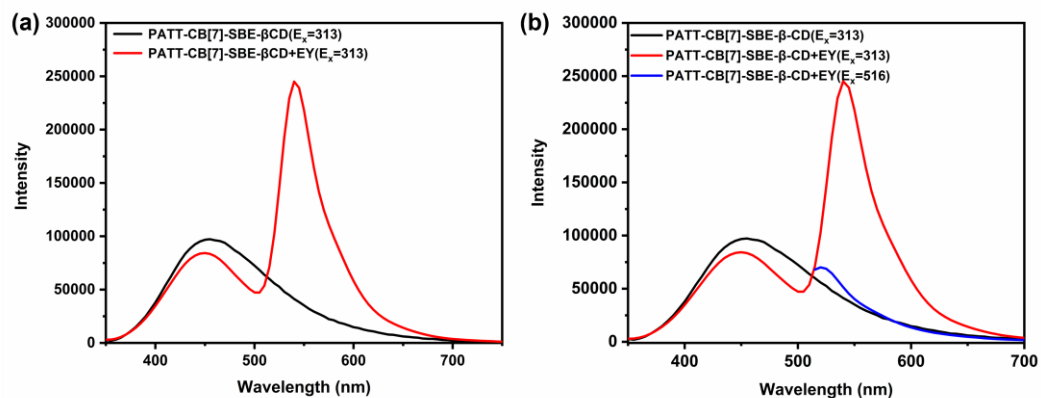 (a)
PATT-CB[7]-SBE-βCD(Ex=313)
PATT-CB[7]-SBE-βCD+EY(Ex=313)
300000
250000
200000
150000
100000
50000
0
Intensity
400 500 600 700
Wavelength (nm)
(b)
PATT-CB[7]-SBE-β-CD(Ex=313)
PATT-CB[7]-SBE-β-CD+EY(Ex=313)
PATT-CB[7]-SBE-β-CD+EY(Ex=516)
300000
250000
200000
150000
100000
50000
0
Intensity
400 500 600 700
Wavelength (nm)